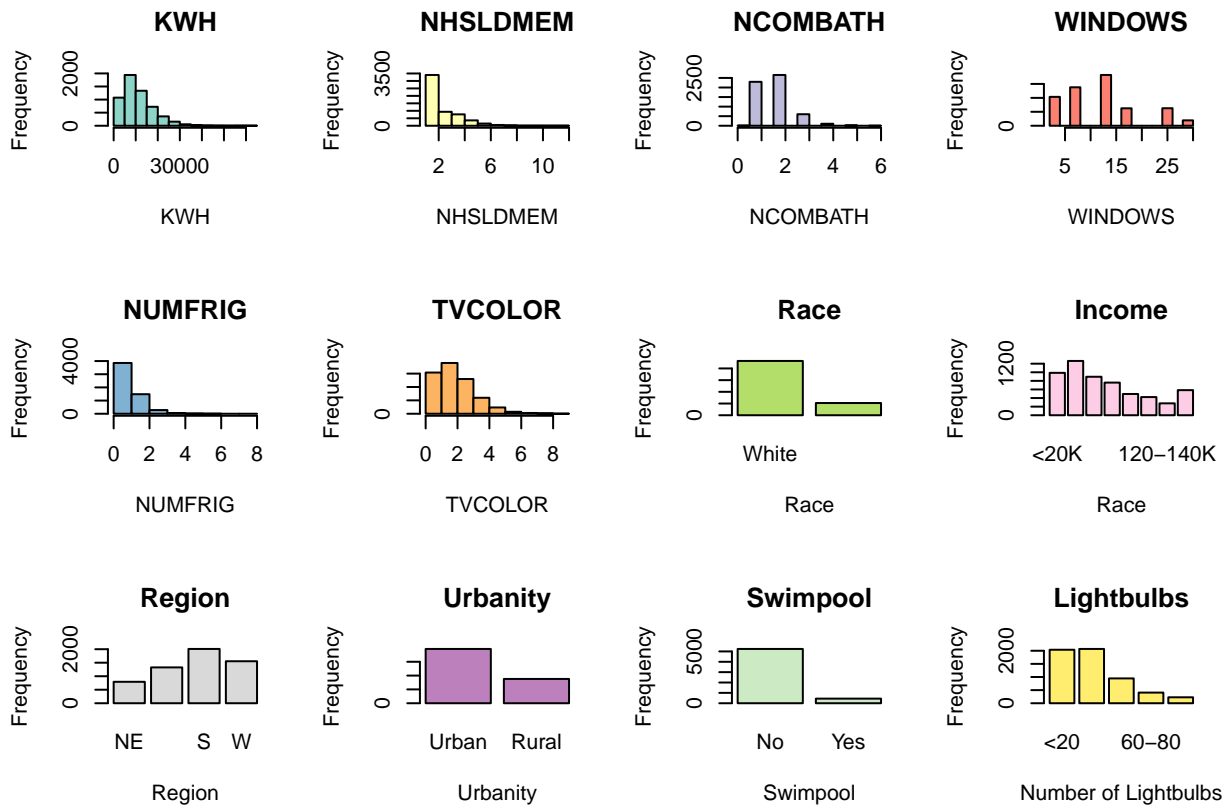 KWH
Frequency
0
2000
0 30000
KWH
NHSLDMEM
Frequency
0
3500
2 6 10
NHSLDMEM
NCOMBATH
Frequency
0
2500
0 2 4 6
NCOMBATH
WINDOWS
Frequency
0
5 15 25
WINDOWS
NUMFRIG
Frequency
0
4000
0 2 4 6 8
NUMFRIG
TVCOLOR
Frequency
0
0 2 4 6 8
TVCOLOR
Race
Frequency
0
White
Race
Income
Frequency
0
1200
<20K 120–140K
Race
Region
Frequency
0
2000
NE S W
Region
Urbanity
Frequency
0
Urban Rural
Urbanity
Swimpool
Frequency
0
5000
No Yes
Swimpool
Lightbulbs
Frequency
0
2000
<20 60–80
Number of Lightbulbs